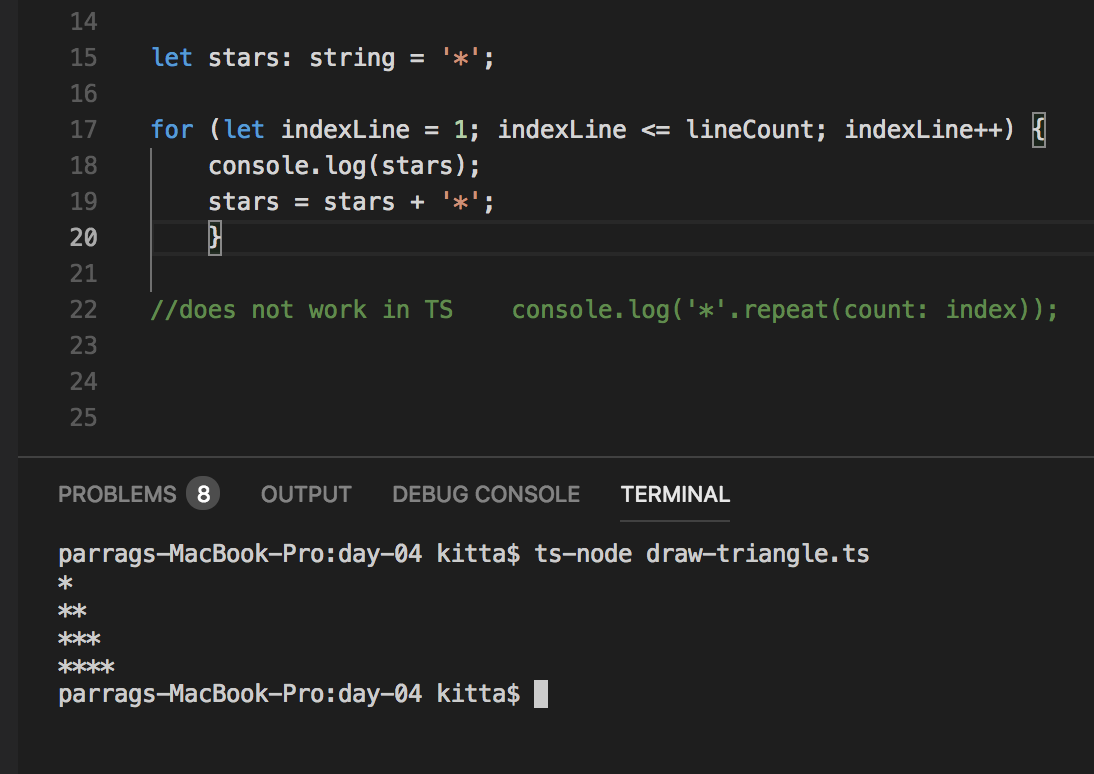 14
15 let stars: string = '*';
16
17 for (let indexLine = 1; indexLine <= lineCount; indexLine++) {
18 console.log(stars);
19 stars = stars + '*';
20 }
21
22 //does not work in TS    console.log('*'.repeat(count: index));
23
24
25
PROBLEMS 8 OUTPUT DEBUG CONSOLE TERMINAL
parrags-MacBook-Pro:day-04 kitta$ ts-node draw-triangle.ts
*
**
***
****
parrags-MacBook-Pro:day-04 kitta$